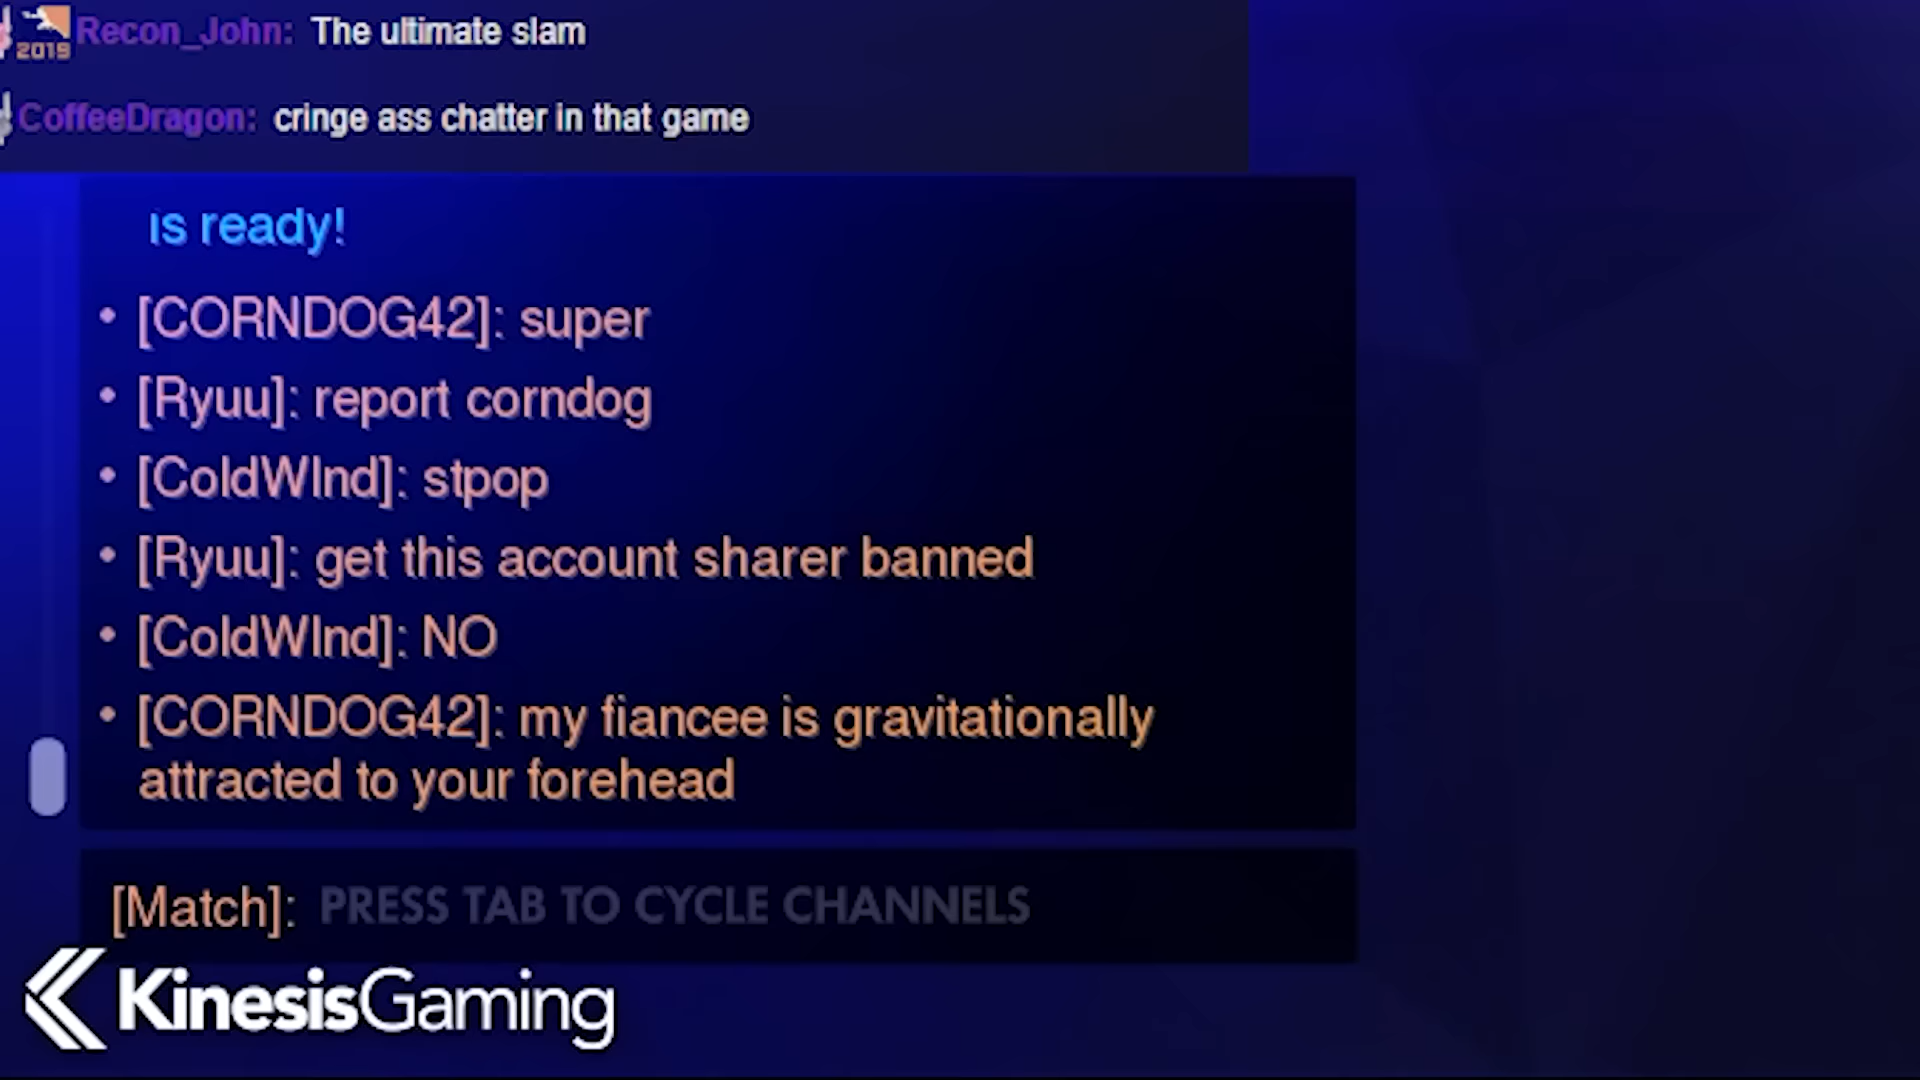 2019 Recon_John: The ultimate slam
CoffeeDragon: cringe ass chatter in that game
is ready!
• [CORNDOG42]: super
• [Ryuu]: report corndog
• [ColdWInd]: stpop
• [Ryuu]: get this account sharer banned
• [ColdWInd]: NO
• [CORNDOG42]: my fiancee is gravitationally
attracted to your forehead
[Match]: PRESS TAB TO CYCLE CHANNELS
KinesisGaming